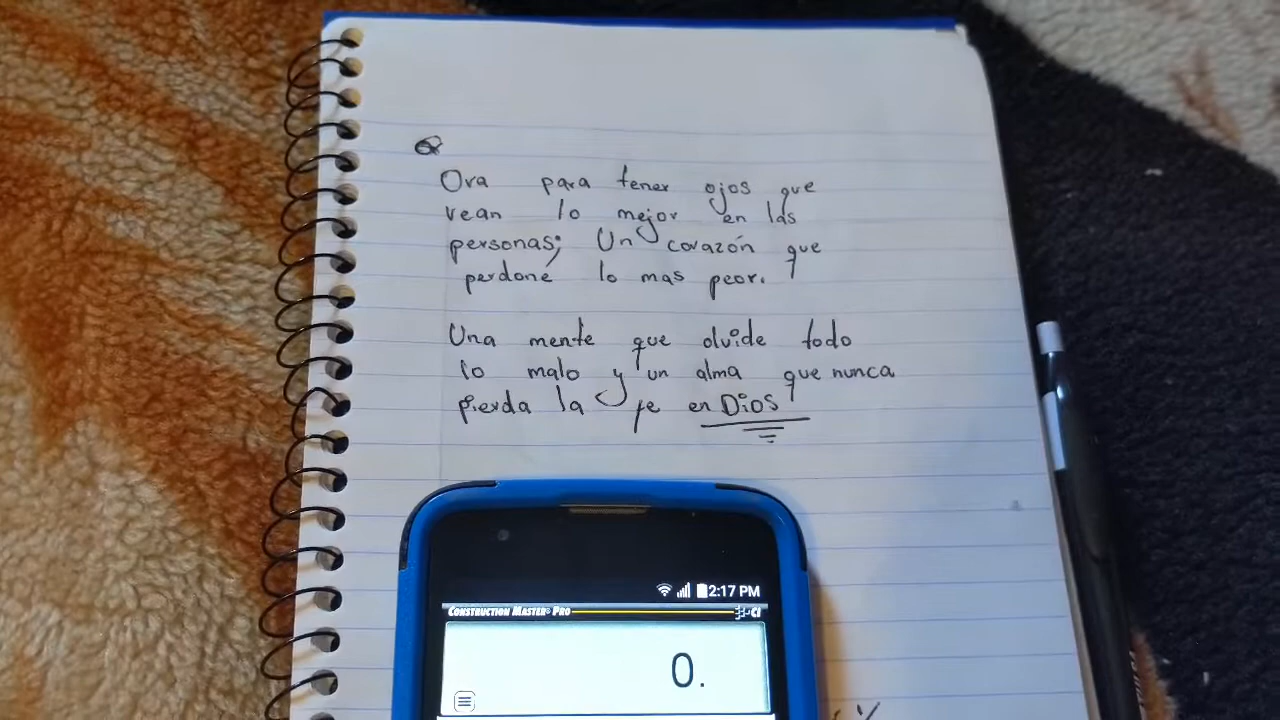 Ora para tener ojos que
vean lo mejor en las
personas; Un corazón que
perdone lo mas peor.
Una mente que olvide todo
lo malo y un alma que nunca
pierda la fe en Dios
2:17 PM
CONSTRUCTION MASTER® PRO
CI
0.